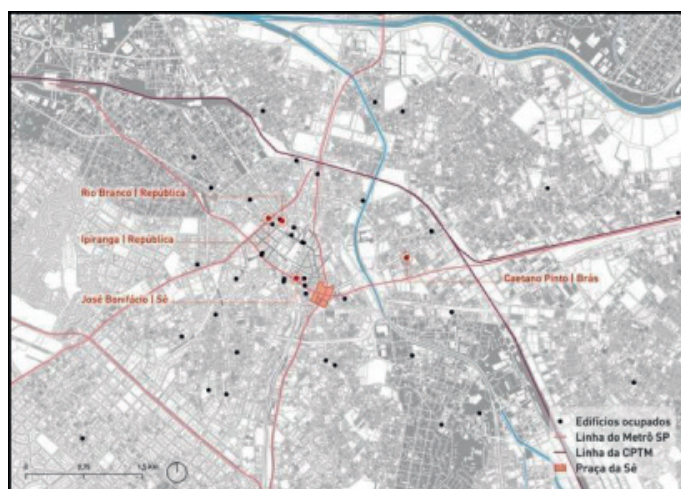 Rio Branco | República
Ipiranga | República
Caetano Pinto | Brás
José Bonifácio | Sé
Edifícios ocupados
Linha do Metrô SP
Linha da CPTM
Praça da Sé
0 0,75 1,5 km